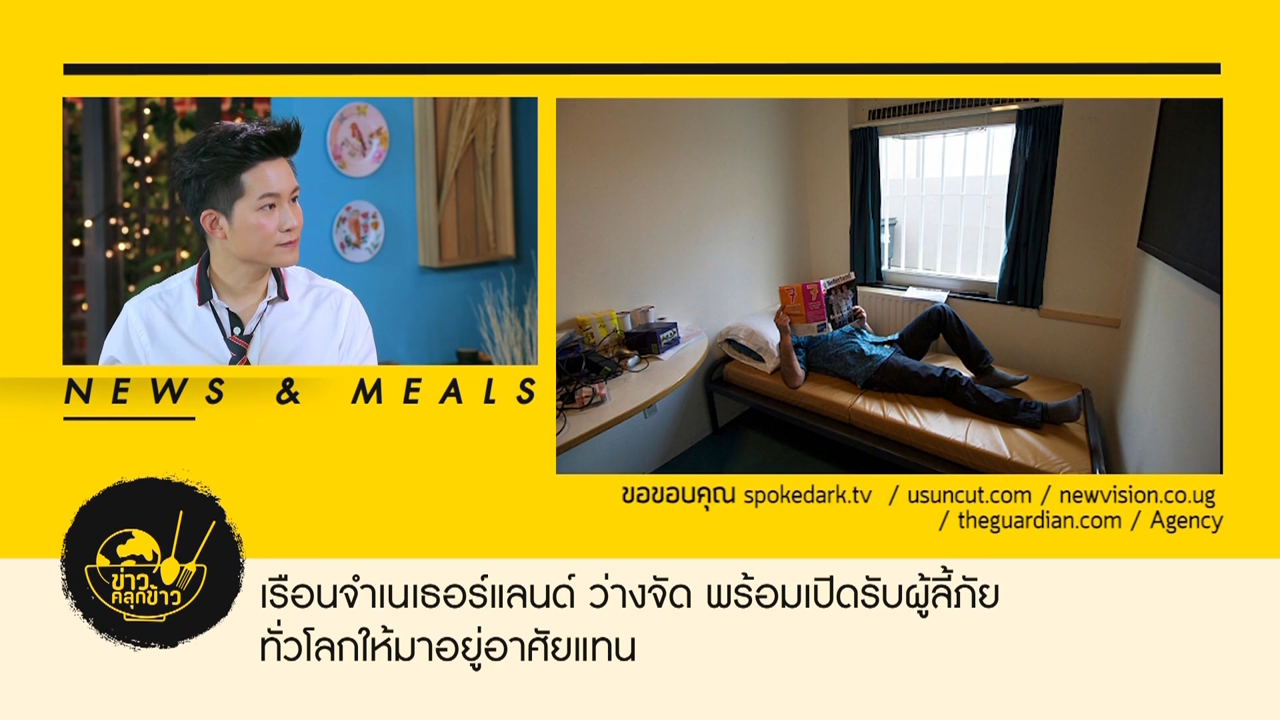 NEWS & MEALS
ขอขอบคุณ spokedark.tv / usuncut.com / newvision.co.ug
/ theguardian.com / Agency
ข่าว
คลุกข้าว
เรือนจำเนเธอร์แลนด์ ว่างจัด พร้อมเปิดรับผู้ลี้ภัย
ทั่วโลกให้มาอยู่อาศัยแทน